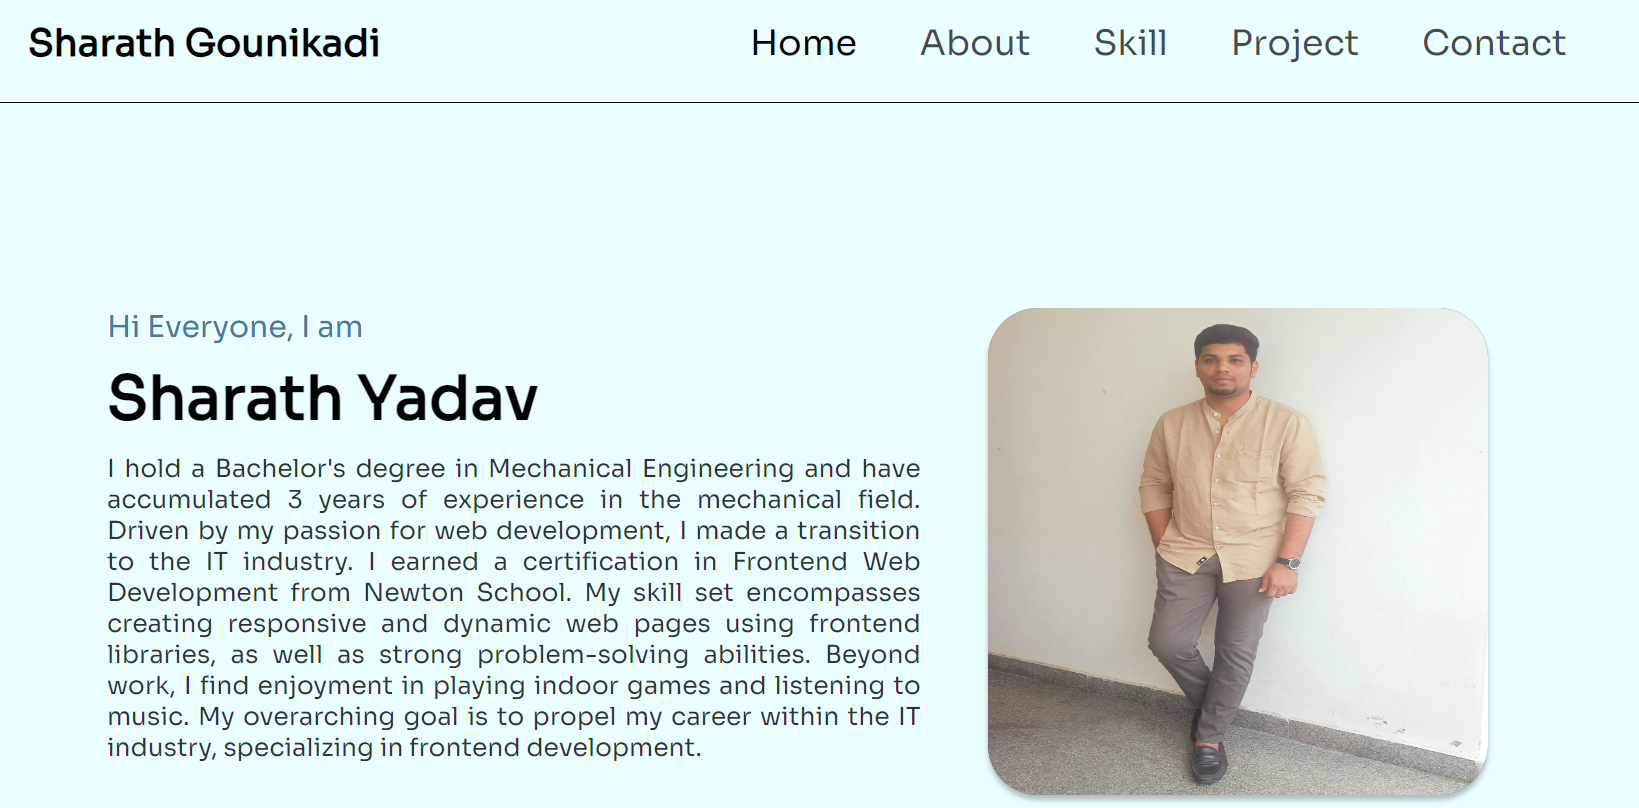 Sharath Gounikadi
Home About Skill Project Contact
Hi Everyone, I am
Sharath Yadav
I hold a Bachelor's degree in Mechanical Engineering and have
accumulated 3 years of experience in the mechanical field.
Driven by my passion for web development, I made a transition
to the IT industry. I earned a certification in Frontend Web
Development from Newton School. My skill set encompasses
creating responsive and dynamic web pages using frontend
libraries, as well as strong problem-solving abilities. Beyond
work, I find enjoyment in playing indoor games and listening to
music. My overarching goal is to propel my career within the IT
industry, specializing in frontend development.